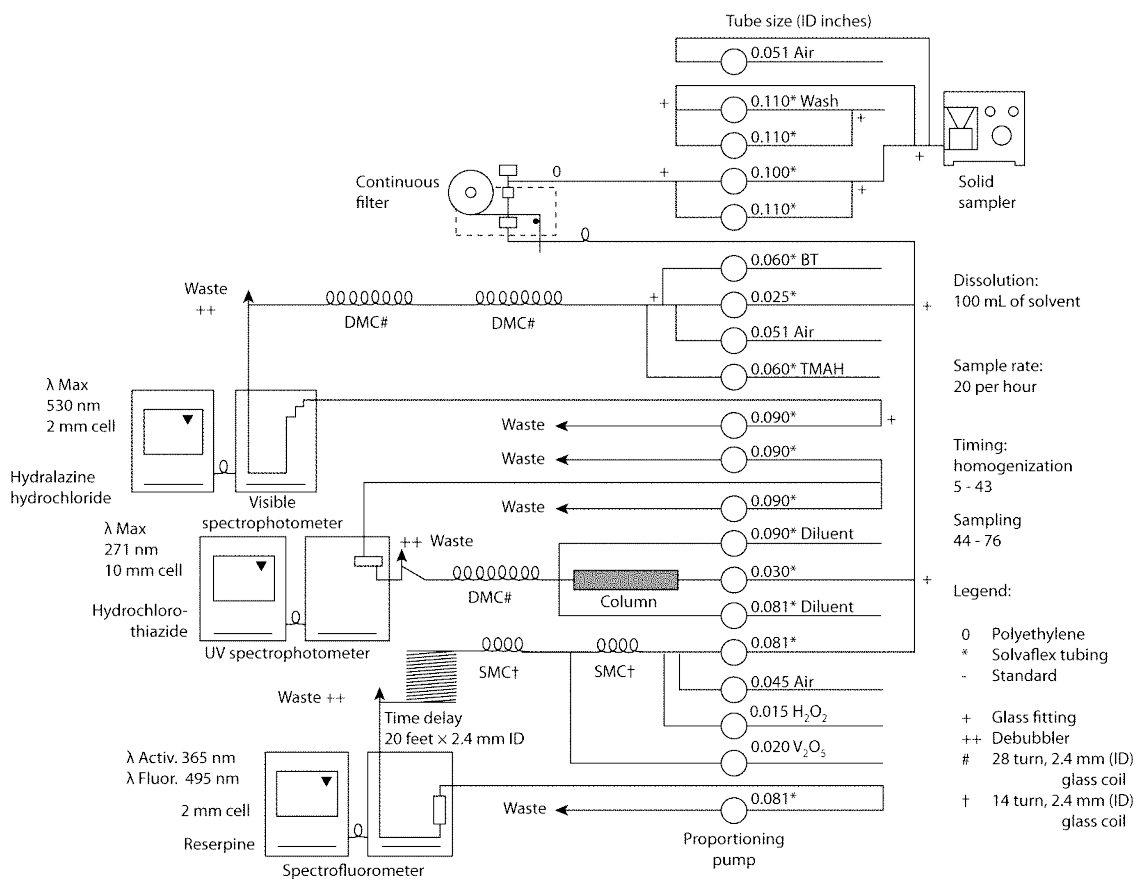 Tube size (ID inches)
0.051 Air
0.110* Wash
0.110*
0.100*
0.110*
Solid
sampler
Continuous
filter
0
0.060* BT
0.025*
0.051 Air
0.060* TMAH
Waste
++
DMC#
DMC#
Dissolution:
100 mL of solvent
Sample rate:
20 per hour
Timing:
homogenization
5 - 43
Sampling
44 - 76
λ Max
530 nm
2 mm cell
Hydralazine
hydrochloride
Visible
spectrophotometer
Waste
0.090*
Waste
0.090*
Waste
0.090*
0.090* Diluent
0.030*
0.081* Diluent
λ Max
271 nm
10 mm cell
Hydrochloro-
thiazide
UV spectrophotometer
++ Waste
DMC#
Column
SMC†
SMC†
0.081*
0.045 Air
0.015 H₂O₂
0.020 V₂O₅
Waste ++
Time delay
20 feet × 2.4 mm ID
λ Activ. 365 nm
λ Fluor. 495 nm
2 mm cell
Reserpine
Spectrofluorometer
Waste
0.081*
Proportioning
pump
Legend:
0 Polyethylene
* Solvaflex tubing
- Standard
+ Glass fitting
++ Debubbler
# 28 turn, 2.4 mm (ID)
glass coil
† 14 turn, 2.4 mm (ID)
glass coil